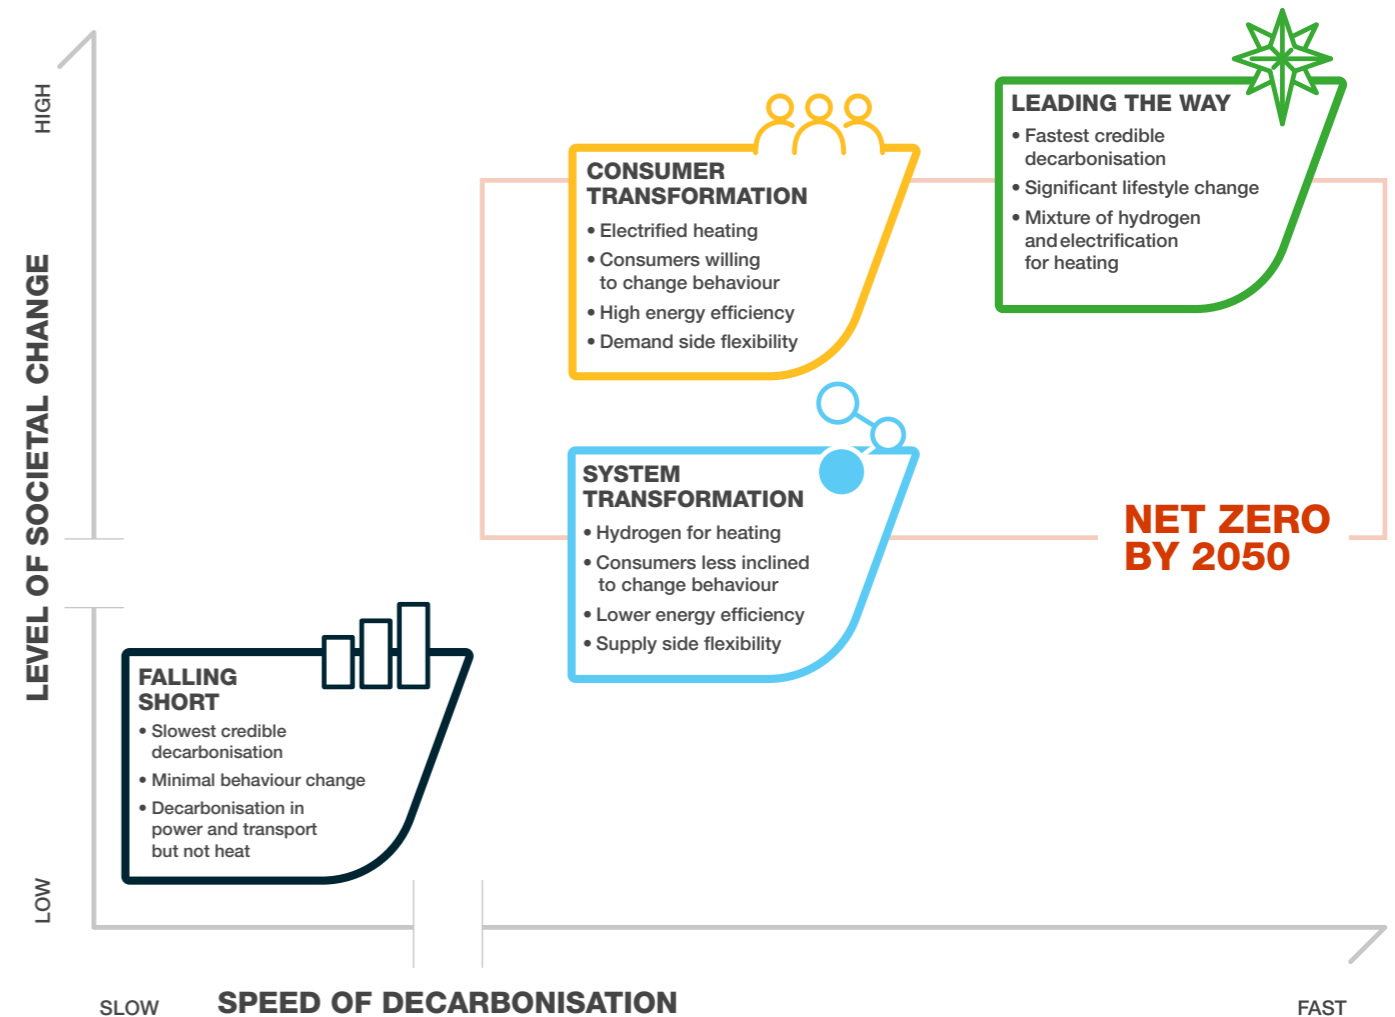 HIGH
LEVEL OF SOCIETAL CHANGE
LOW
LEADING THE WAY
• Fastest credible
decarbonisation
• Significant lifestyle change
• Mixture of hydrogen
and electrification
for heating
CONSUMER
TRANSFORMATION
• Electrified heating
• Consumers willing
to change behaviour
• High energy efficiency
• Demand side flexibility
SYSTEM
TRANSFORMATION
• Hydrogen for heating
• Consumers less inclined
to change behaviour
• Lower energy efficiency
• Supply side flexibility
NET ZERO
BY 2050
FALLING
SHORT
• Slowest credible
decarbonisation
• Minimal behaviour change
• Decarbonisation in
power and transport
but not heat
SLOW
SPEED OF DECARBONISATION
FAST